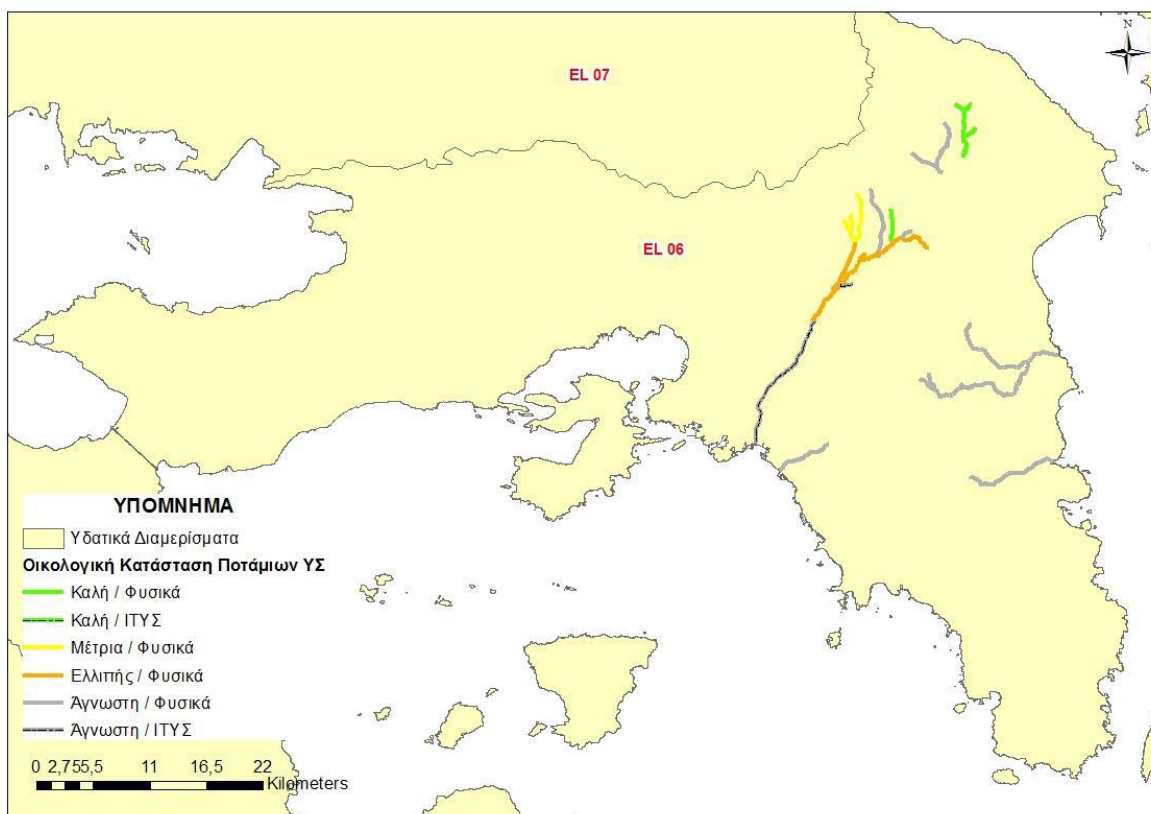 N
EL 07
EL 06
ΥΠΟΜΝΗΜΑ
Υδατικά Διαμερίσματα
Οικολογική Κατάσταση Ποτάμιων ΥΣ
Καλή / Φυσικά
Καλή / ΙΤΥΣ
Μέτρια / Φυσικά
Ελλιπής / Φυσικά
Άγνωστη / Φυσικά
Άγνωστη / ΙΤΥΣ
0 2,755,5 11 16,5 22
Kilometers